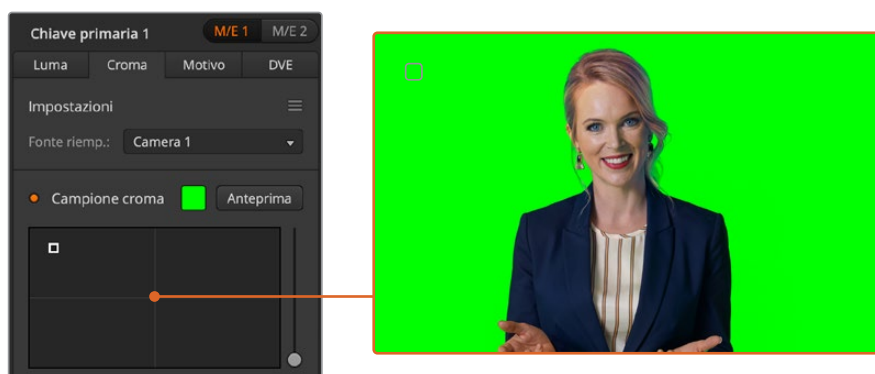 Chiave primaria 1 M/E 1 M/E 2
Luma Croma Motivo DVE
Impostazioni
Fonte riemp.: Camera 1
Campione croma Anteprima